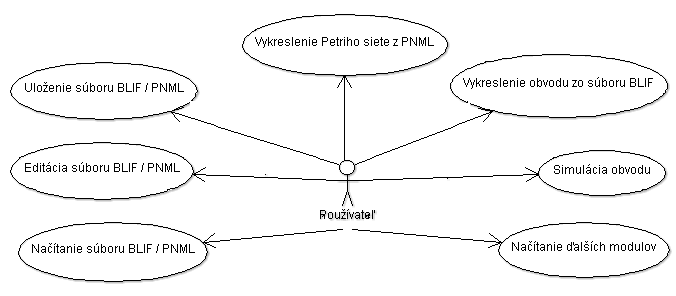 Vykreslenie Petriho siete z PNML
Uloženie súboru BLIF / PNML
Vykreslenie obvodu zo súboru BLIF
Editácia súboru BLIF / PNML
Simulácia obvodu
Používateľ
Načítanie súboru BLIF / PNML
Načítanie ďalších modulov